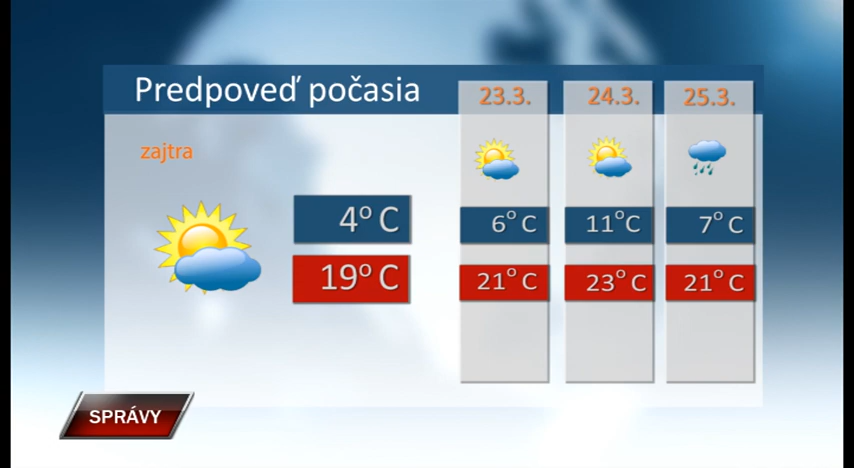 Predpoveď počasia
zajtra
4° C
19° C
23.3. 24.3. 25.3.
6° C 11°C 7° C
21° C 23° C 21° C
SPRÁVY